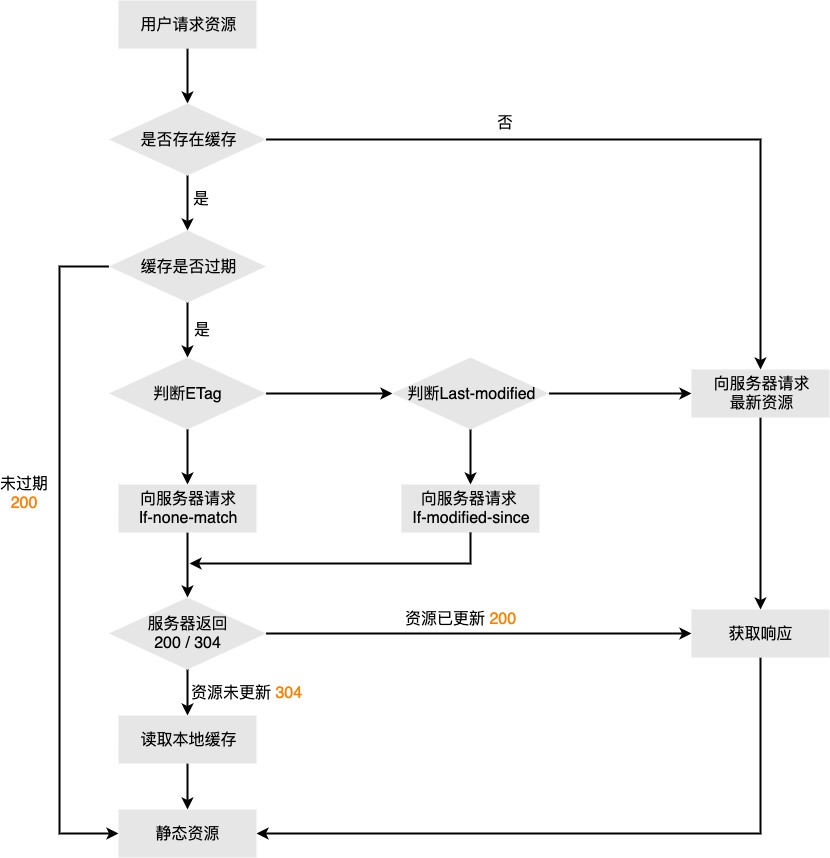 用户请求资源
是否存在缓存
否
是
缓存是否过期
是
判断ETag
判断Last-modified
向服务器请求
最新资源
未过期
200
向服务器请求
If-none-match
向服务器请求
If-modified-since
服务器返回
200 / 304
资源已更新 200
获取响应
资源未更新 304
读取本地缓存
静态资源